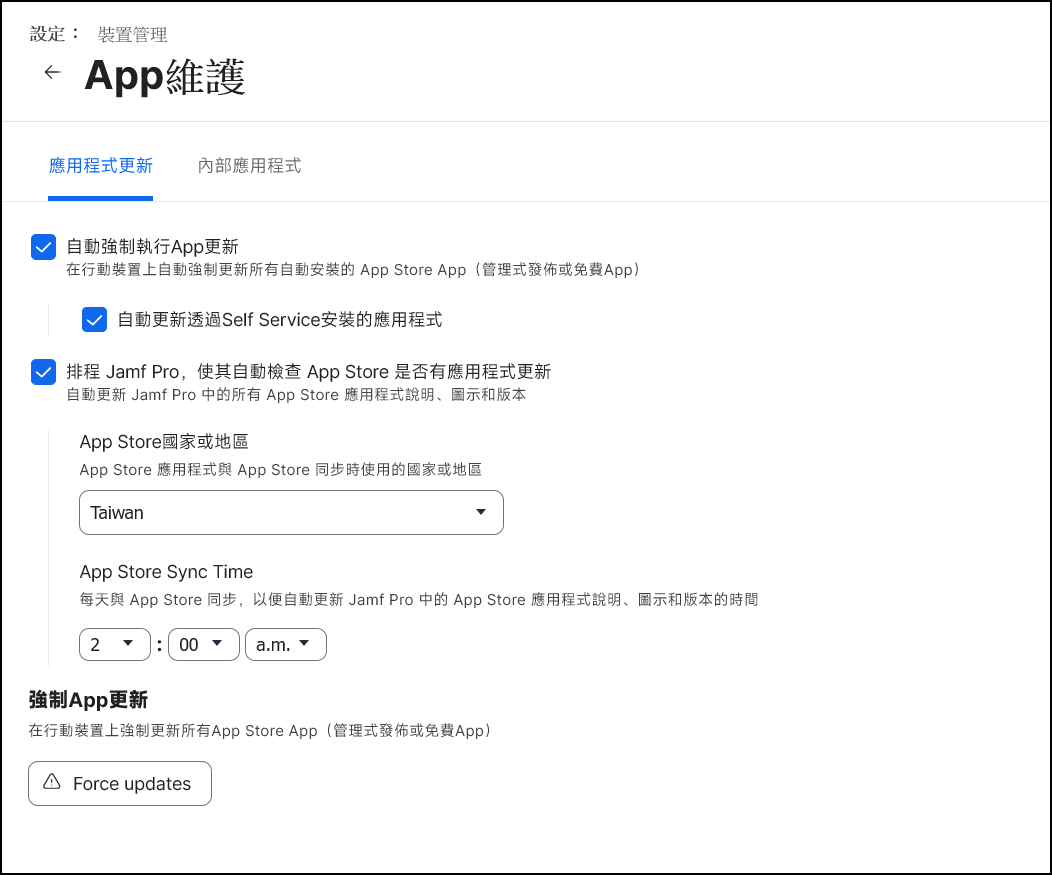 設定： 裝置管理
← App維護
應用程式更新 內部應用程式
自動強制執行App更新
在行動裝置上自動強制更新所有自動安裝的 App Store App（管理式發佈或免費App）
自動更新透過Self Service安裝的應用程式
排程 Jamf Pro，使其自動檢查 App Store 是否有應用程式更新
自動更新 Jamf Pro 中的所有 App Store 應用程式說明、圖示和版本
App Store國家或地區
App Store 應用程式與 App Store 同步時使用的國家或地區
Taiwan
App Store Sync Time
每天與 App Store 同步，以便自動更新 Jamf Pro 中的 App Store 應用程式說明、圖示和版本的時間
2 : 00 a.m.
強制App更新
在行動裝置上強制更新所有App Store App（管理式發佈或免費App）
Force updates